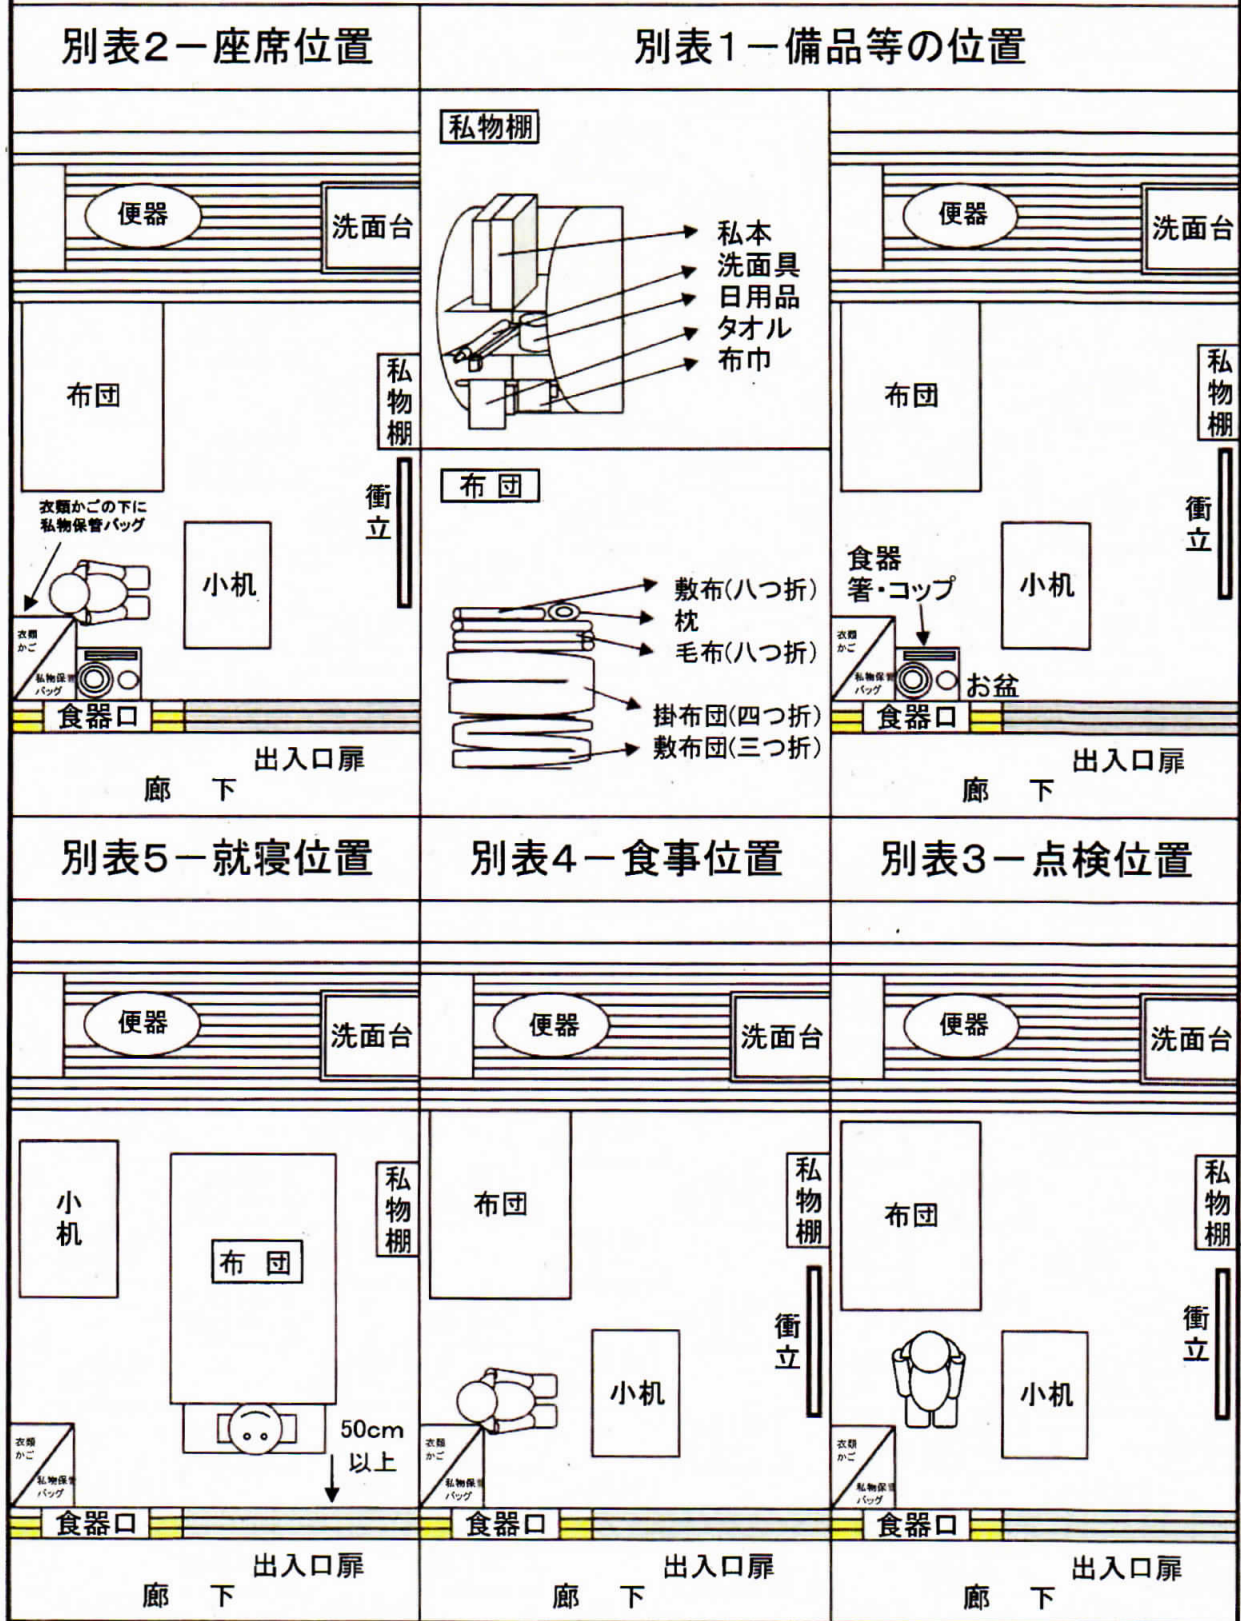 別表1－備品等の位置
私物棚
私本
洗面具
日用品
タオル
布巾
布団
敷布(八つ折)
枕
毛布(八つ折)
掛布団(四つ折)
敷布団(三つ折)
便器
洗面台
布団
私物棚
衝立
食器
箸・コップ
小机
衣類
かご
私物保管
バッグ
お盆
食器口
出入口扉
廊下
別表2－座席位置
便器
洗面台
布団
私物棚
衝立
衣類かごの下に
私物保管バッグ
小机
衣類
かご
私物保管
バッグ
食器口
出入口扉
廊下
別表3－点検位置
便器
洗面台
布団
私物棚
衝立
小机
衣類
かご
私物保管
バッグ
食器口
出入口扉
廊下
別表4－食事位置
便器
洗面台
布団
私物棚
衝立
小机
衣類
かご
私物保管
バッグ
食器口
出入口扉
廊下
別表5－就寝位置
便器
洗面台
小机
布団
私物棚
50cm
以上
衣類
かご
私物保管
バッグ
食器口
出入口扉
廊下